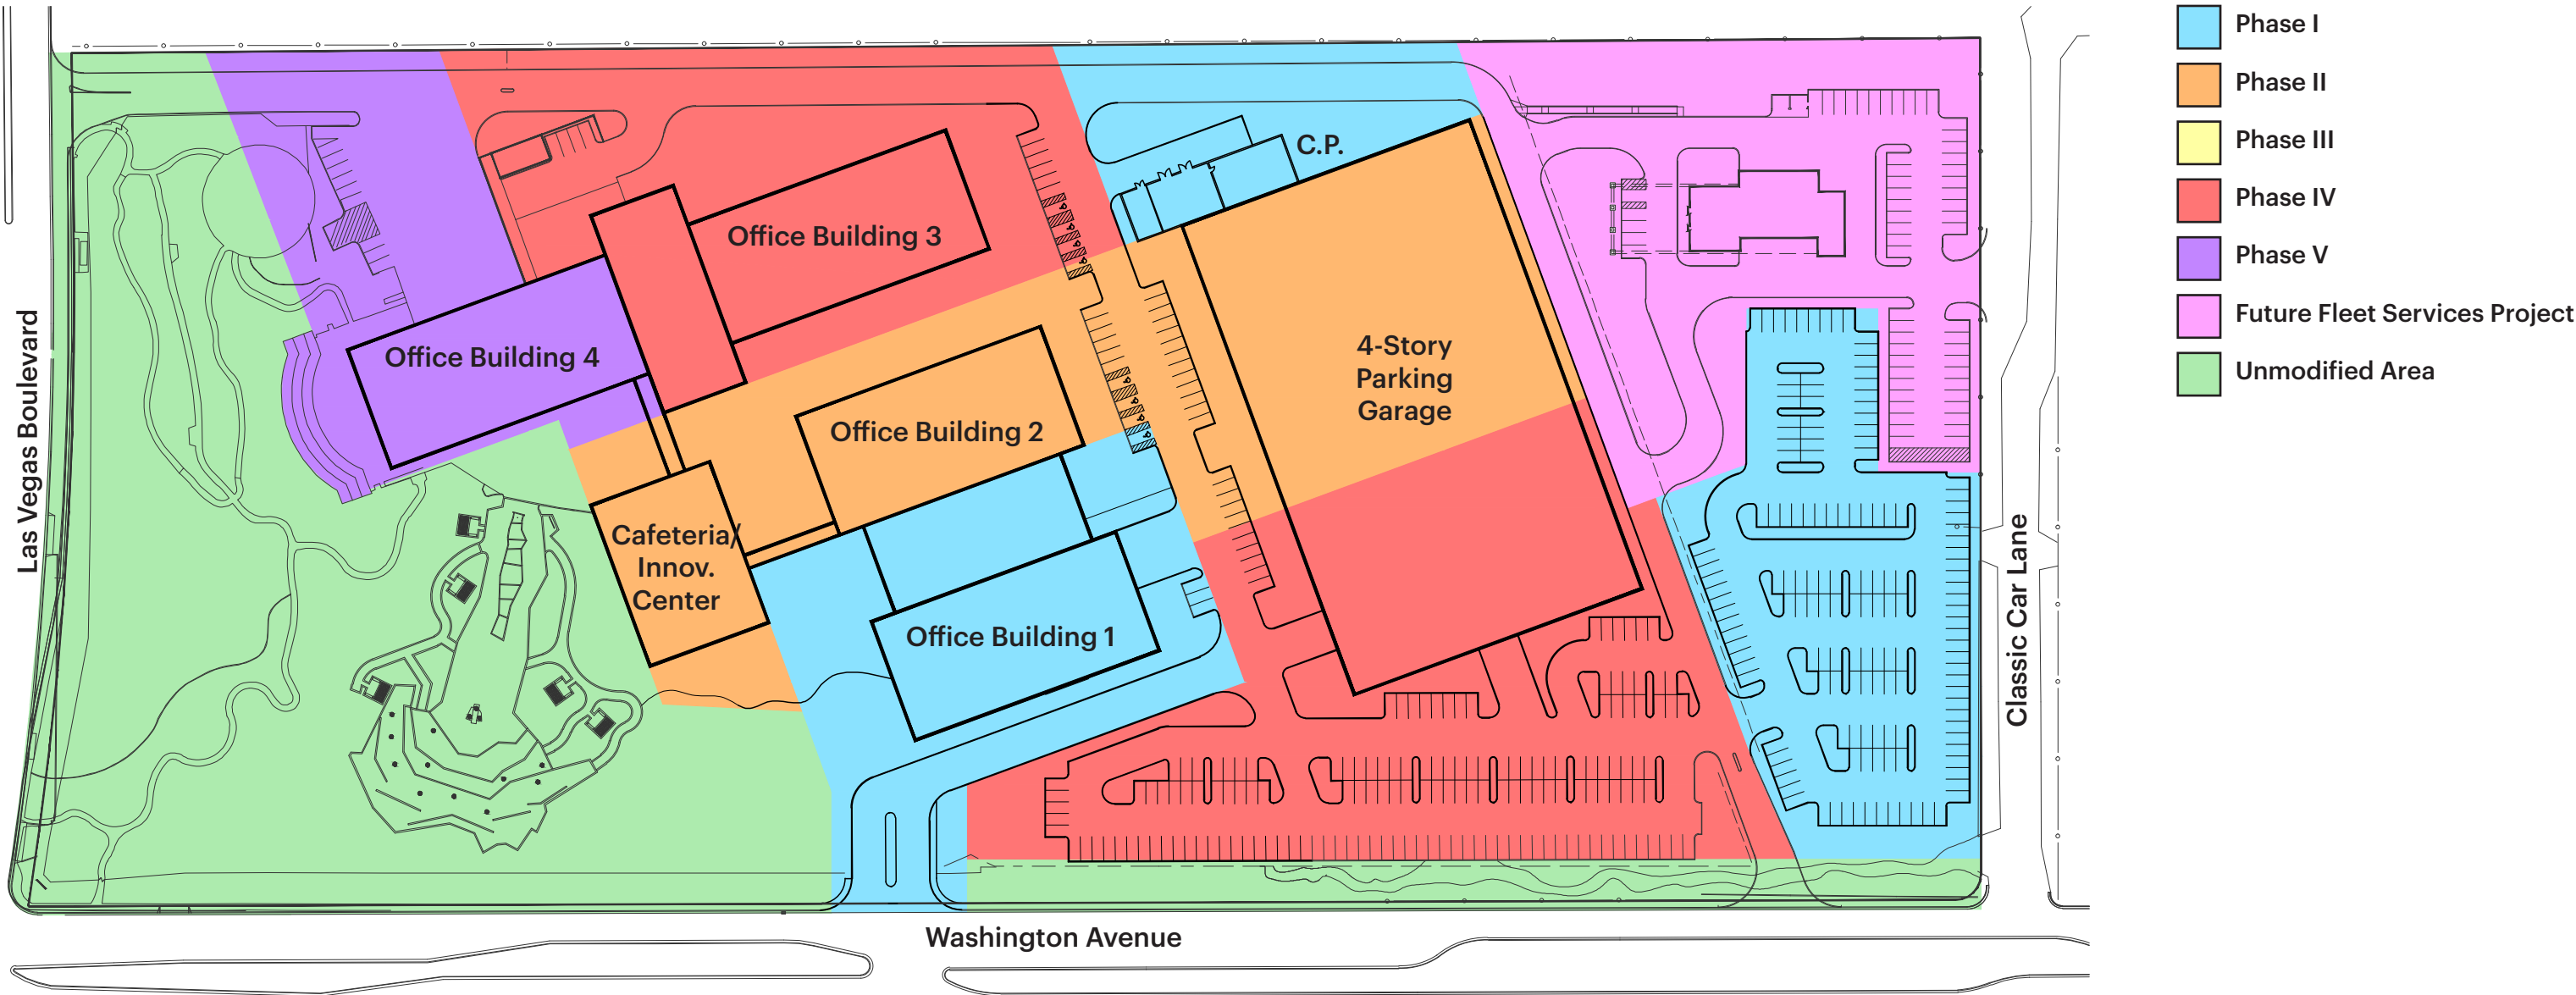 Phase I
Phase II
Phase III
Phase IV
Phase V
Future Fleet Services Project
Unmodified Area
C.P.
Office Building 3
Office Building 4
4-Story
Parking
Garage
Office Building 2
Cafeteria/
Innov.
Center
Office Building 1
Las Vegas Boulevard
Classic Car Lane
Washington Avenue